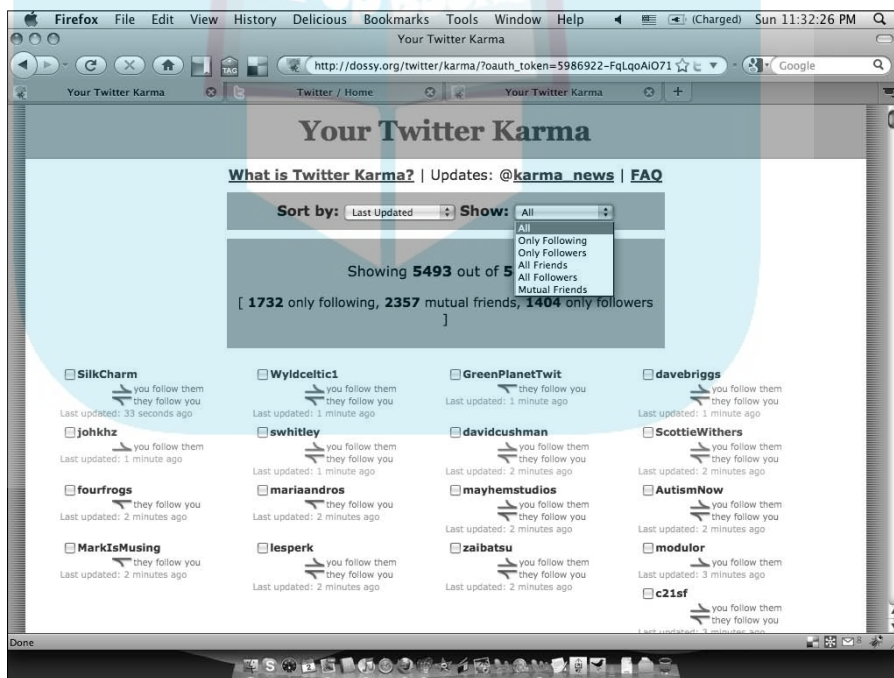 Firefox File Edit View History Delicious Bookmarks Tools Window Help (Charged) Sun 11:32:26 PM
Your Twitter Karma
TAG http://dossy.org/twitter/karma/?oauth_token=5986922-FqLqoAiO71 Google
Your Twitter Karma Twitter / Home Your Twitter Karma +
Your Twitter Karma
What is Twitter Karma? | Updates: @karma_news | FAQ
Sort by: Last Updated Show: All
All
Only Following
Only Followers
All Friends
All Followers
Mutual Friends
Showing 5493 out of 5
[ 1732 only following, 2357 mutual friends, 1404 only followers
]
SilkCharm
you follow them
they follow you
Last updated: 33 seconds ago
Wyldceltic1
you follow them
they follow you
Last updated: 1 minute ago
GreenPlanetTwit
they follow you
Last updated: 1 minute ago
davebriggs
you follow them
they follow you
Last updated: 1 minute ago
johkhz
you follow them
Last updated: 1 minute ago
swhitley
you follow them
they follow you
Last updated: 1 minute ago
davidcushman
you follow them
they follow you
Last updated: 2 minutes ago
ScottieWithers
you follow them
they follow you
Last updated: 2 minutes ago
fourfrogs
they follow you
Last updated: 2 minutes ago
mariaandros
they follow you
Last updated: 2 minutes ago
mayhemstudios
you follow them
they follow you
Last updated: 2 minutes ago
AutismNow
you follow them
they follow you
Last updated: 2 minutes ago
MarkIsMusing
they follow you
Last updated: 2 minutes ago
lesperk
you follow them
they follow you
Last updated: 2 minutes ago
zaibatsu
you follow them
they follow you
Last updated: 2 minutes ago
modulor
you follow them
Last updated: 3 minutes ago
c21sf
you follow them
they follow you
Last updated: 3 minutes ago
Done